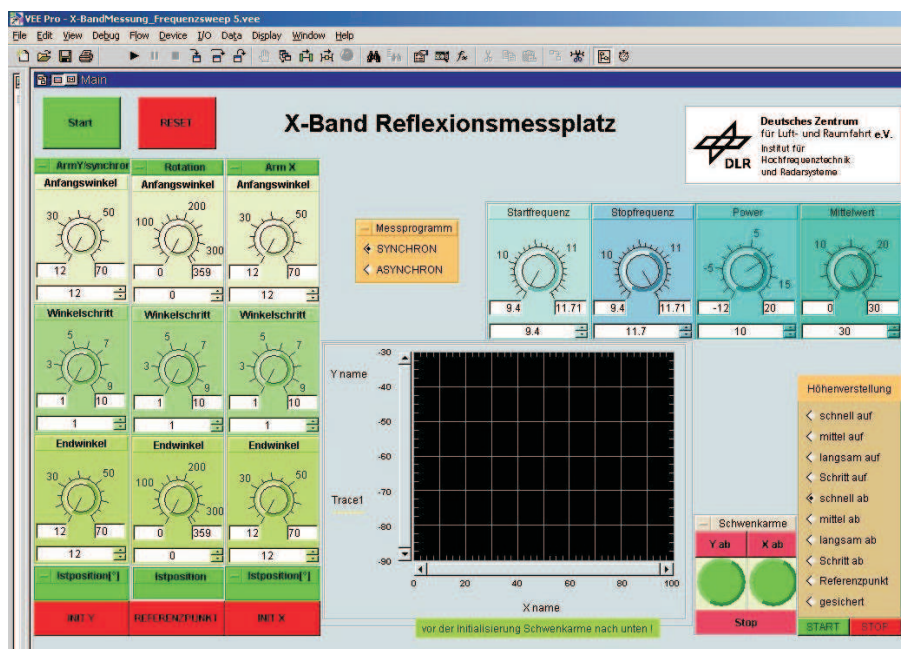 VEE Pro - X-BandMessung_Frequenzsweep 5.vee
File Edit View Debug Flow Device I/O Data Display Window Help
Main
Start
RESET
X-Band Reflexionsmessplatz
DLR
Deutsches Zentrum
für Luft- und Raumfahrt e.V.
Institut für
Hochfrequenztechnik
und Radarsysteme
ArmY/synchron
Rotation
Arm X
Anfangswinkel
Anfangswinkel
Anfangswinkel
30 50
100 200 300
30 50
12 70
0 359
12 70
12
0
12
Winkelschritt
Winkelschritt
Winkelschritt
3 5 7 9
3 5 7 9
3 5 7 9
1 10
1 10
1 10
1
1
1
Endwinkel
Endwinkel
Endwinkel
30 50
100 200 300
30 50
12 70
0 359
12 70
12
0
12
Istposition[°]
Istposition
Istposition[°]
INIT Y
REFERENZPUNKT
INIT X
Messprogramm
SYNCHRON
ASYNCHRON
Startfrequenz
Stopfrequenz
Power
Mittelwert
10 11
10 11
-5 5 15
10 20
9.4 11.71
9.4 11.71
-12 20
0 30
9.4
11.7
10
30
Y name
Trace1
-30
-40
-50
-60
-70
-80
-90
0 20 40 60 80 100
X name
vor der Initialisierung Schwenkarme nach unten !
Schwenkarme
Y ab
X ab
Stop
Höhenverstellung
schnell auf
mittel auf
langsam auf
Schritt auf
schnell ab
mittel ab
langsam ab
Schritt ab
Referenzpunkt
gesichert
START
STOP